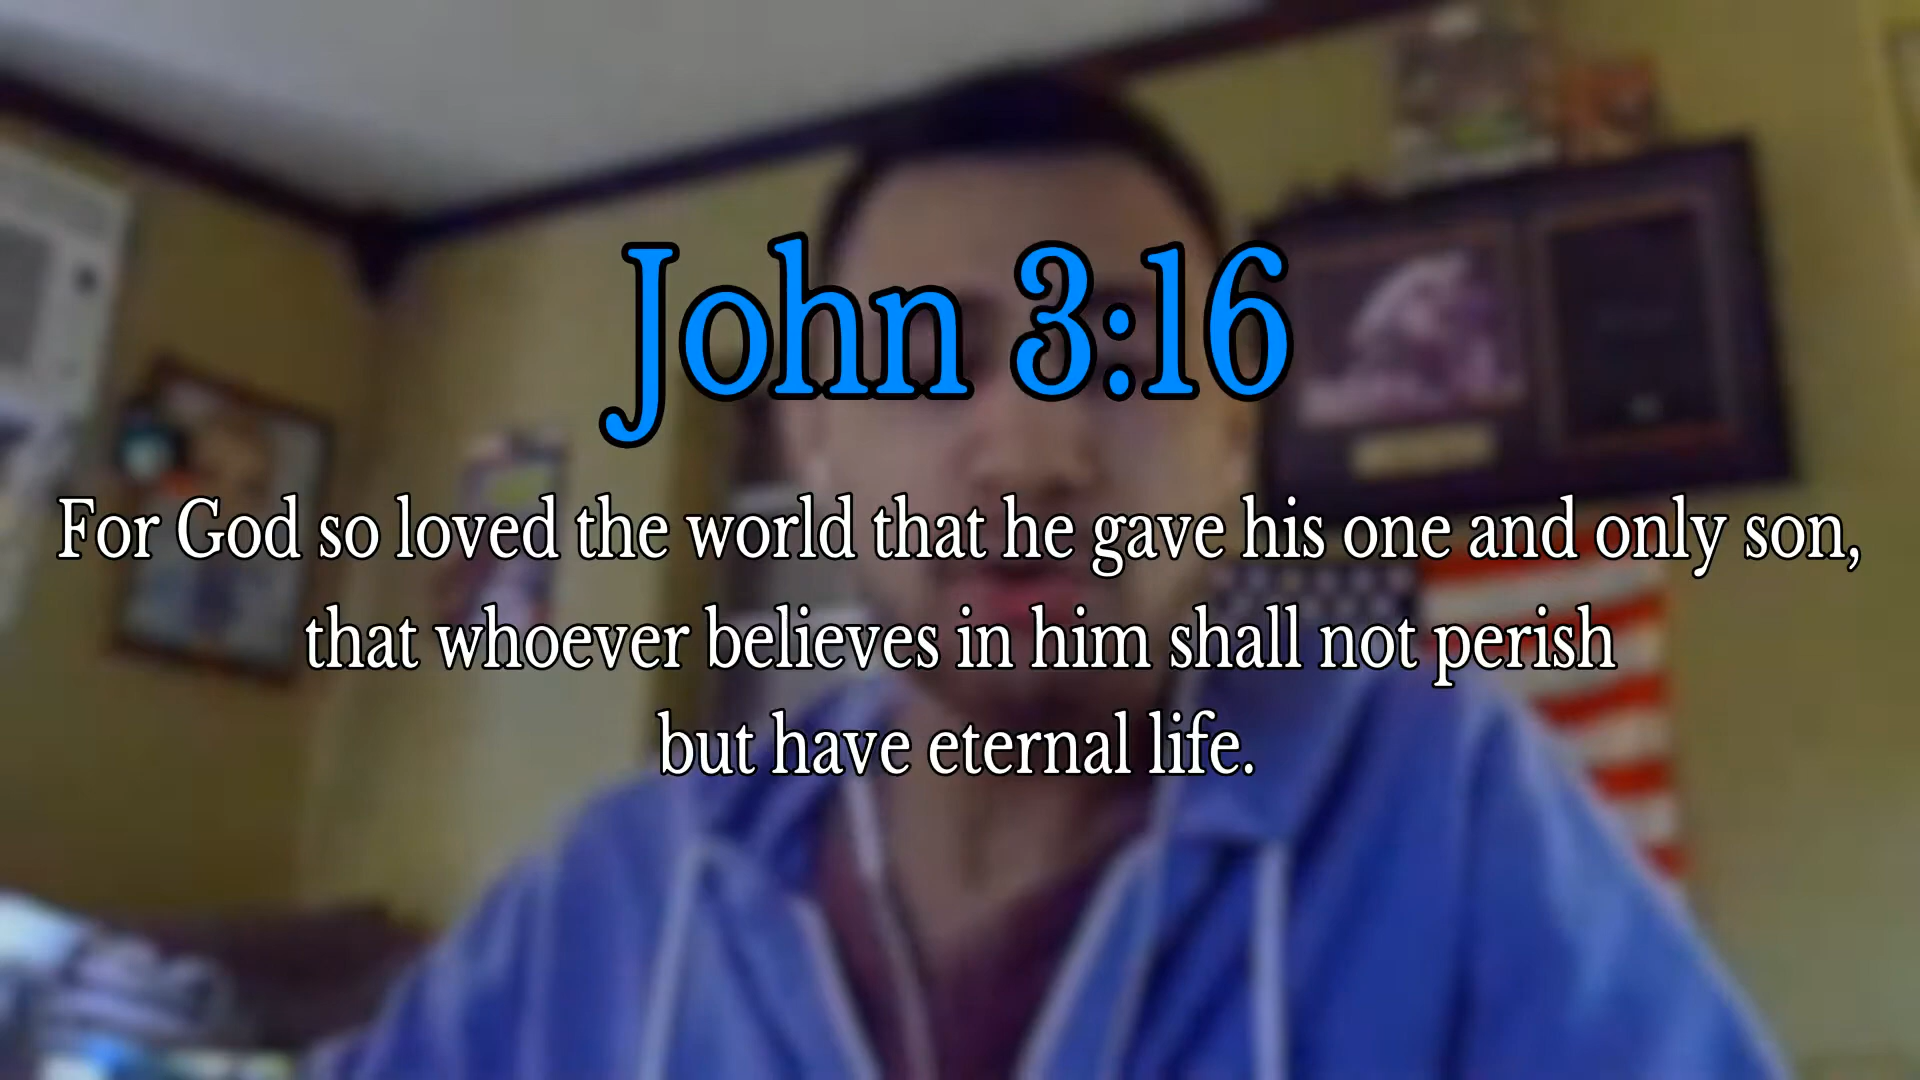 John 3:16
For God so loved the world that he gave his one and only son,
that whoever believes in him shall not perish
but have eternal life.